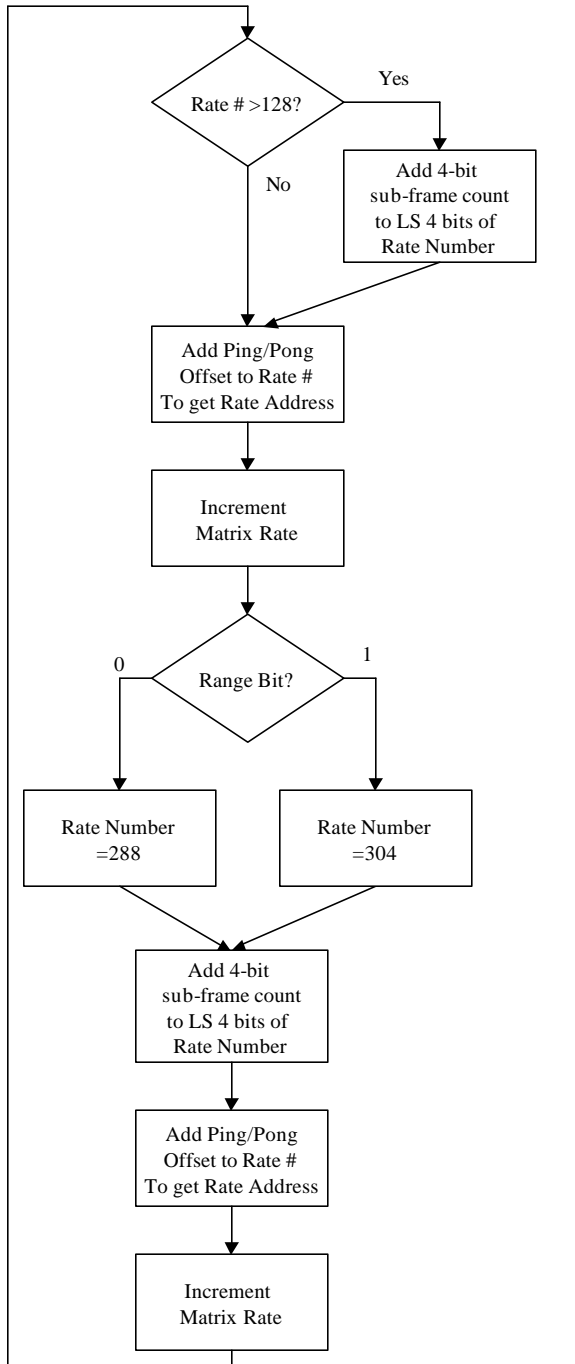 Rate # >128?
Yes
No
Add 4-bit
sub-frame count
to LS 4 bits of
Rate Number
Add Ping/Pong
Offset to Rate #
To get Rate Address
Increment
Matrix Rate
Range Bit?
0
1
Rate Number
=288
Rate Number
=304
Add 4-bit
sub-frame count
to LS 4 bits of
Rate Number
Add Ping/Pong
Offset to Rate #
To get Rate Address
Increment
Matrix Rate